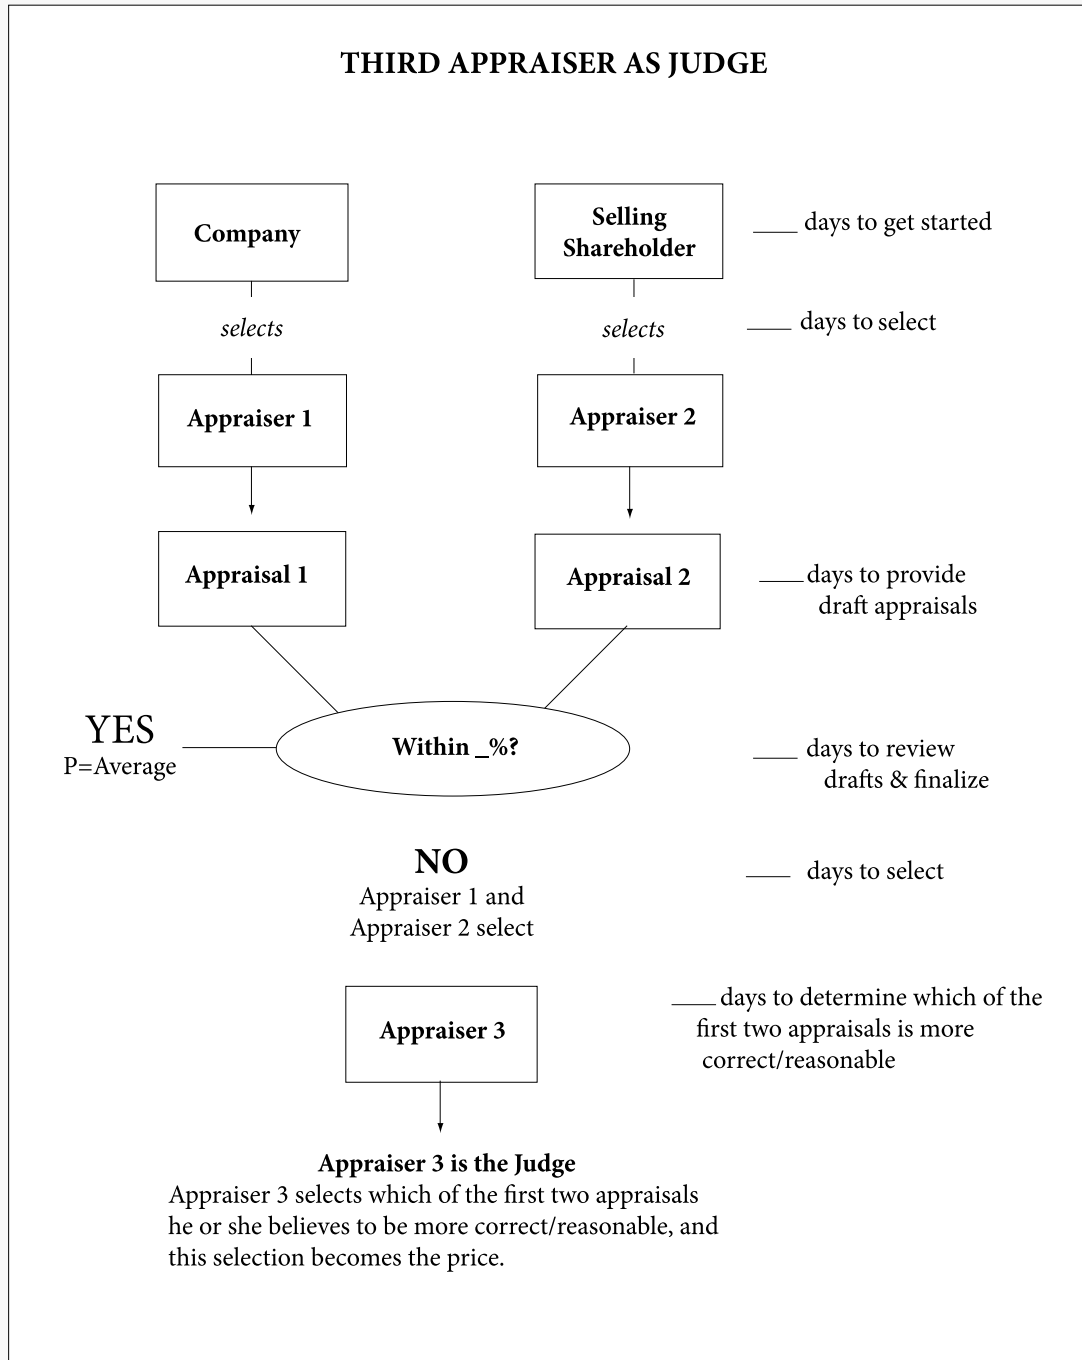 THIRD APPRAISER AS JUDGE
Company
Selling
Shareholder
____ days to get started
selects
selects
____ days to select
Appraiser 1
Appraiser 2
Appraisal 1
Appraisal 2
____days to provide
draft appraisals
YES
P=Average
Within _%?
____ days to review
drafts & finalize
NO
Appraiser 1 and
Appraiser 2 select
____ days to select
Appraiser 3
____days to determine which of the
first two appraisals is more
correct/reasonable
Appraiser 3 is the Judge
Appraiser 3 selects which of the first two appraisals
he or she believes to be more correct/reasonable, and
this selection becomes the price.